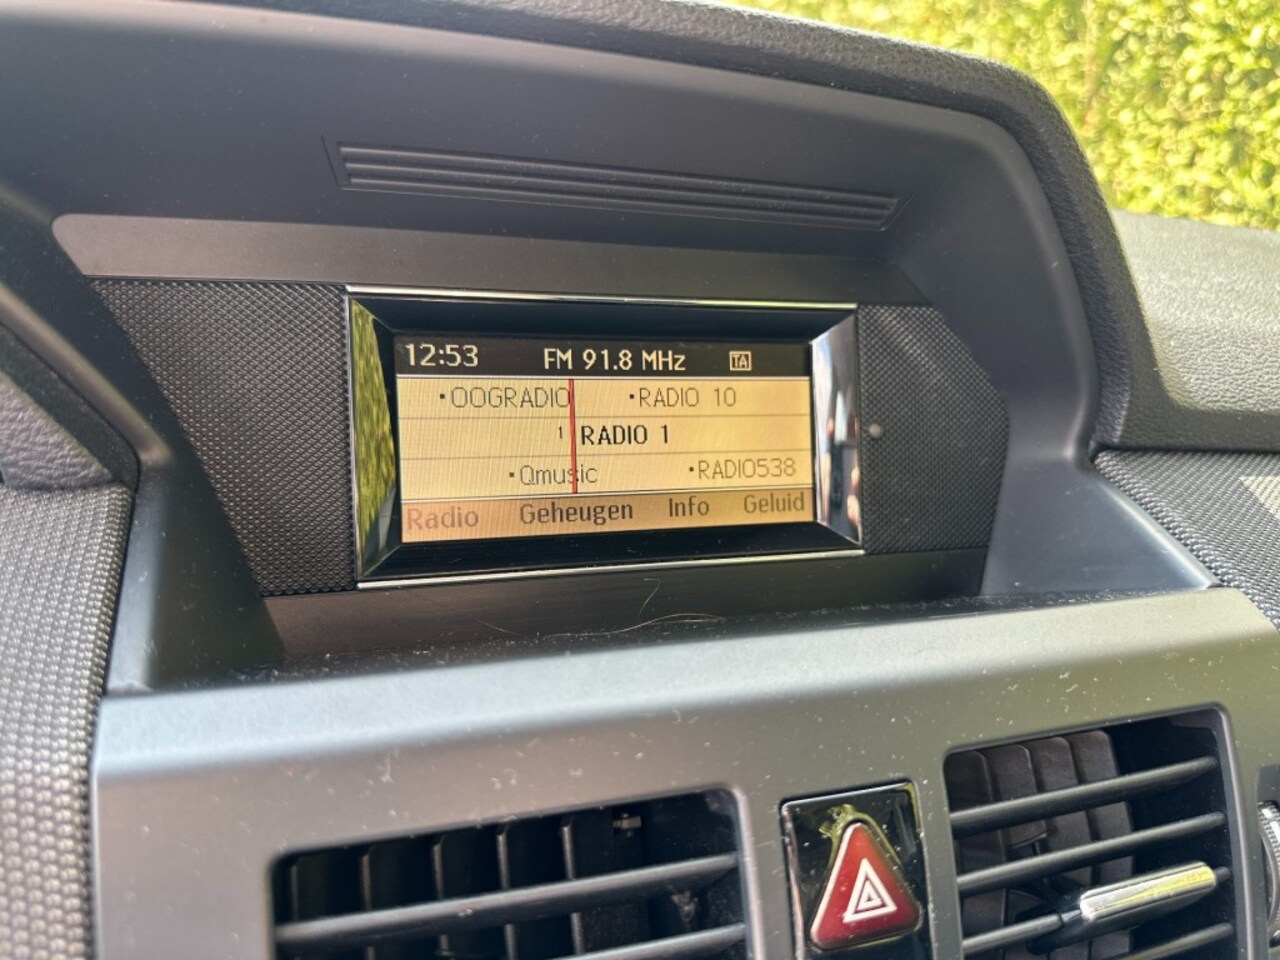 12:53 FM 91.8 MHz TA
•OOGRADIO •RADIO 10
1 RADIO 1
•Qmusic •RADIO538
Radio Geheugen Info Geluid